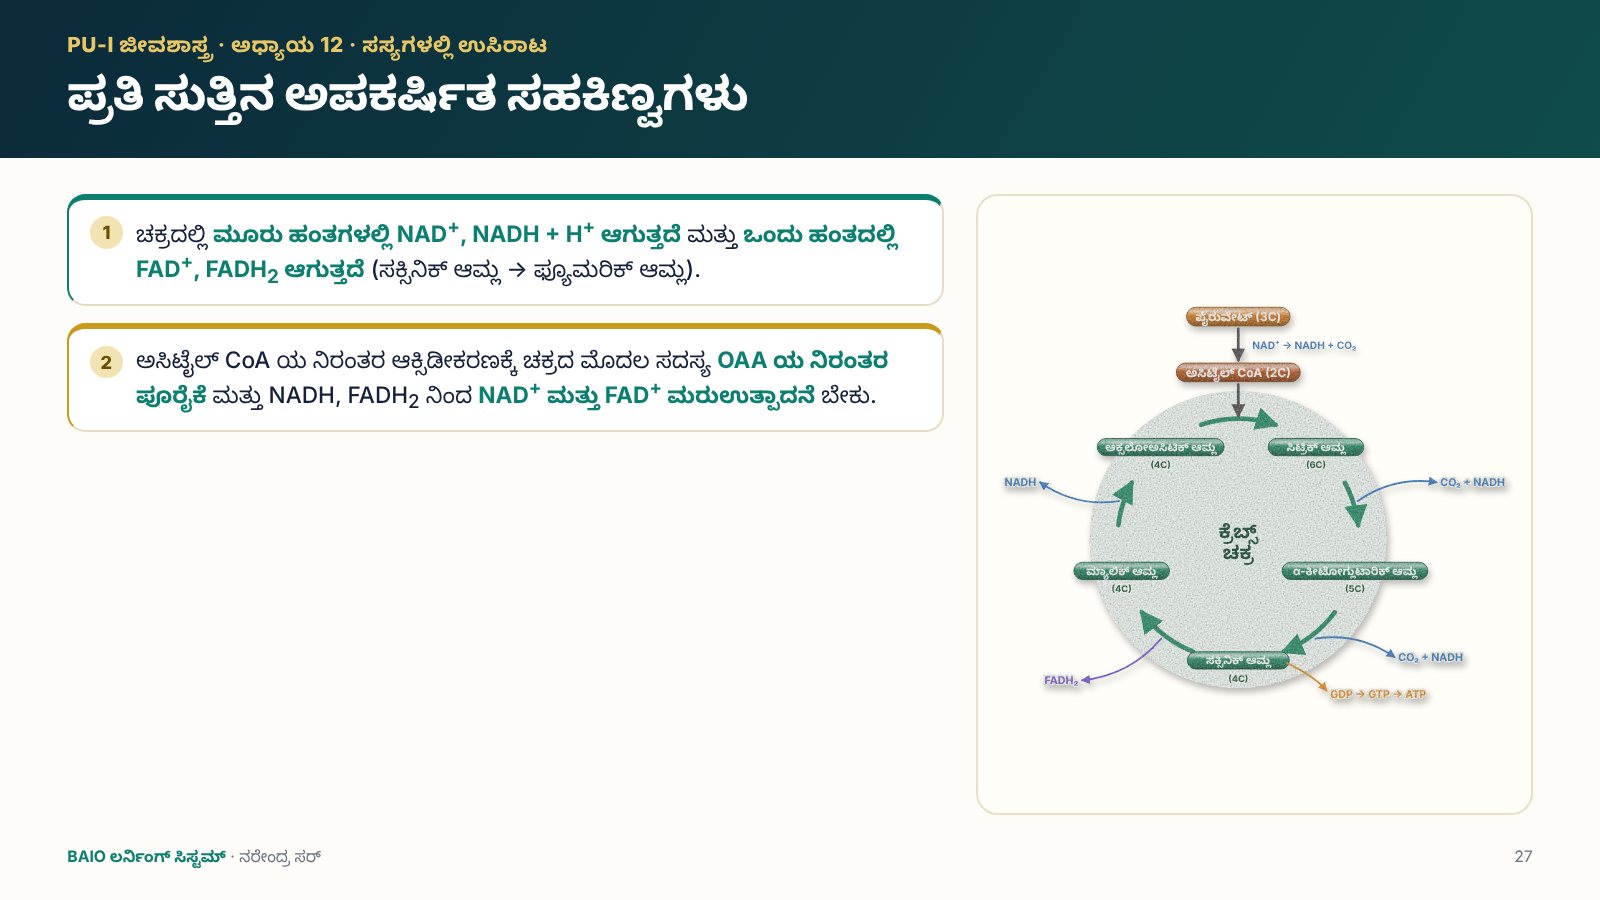 PU-I ಜೀವಶಾಸ್ತ್ರ · ಅಧ್ಯಾಯ 12 · ಸಸ್ಯಗಳಲ್ಲಿ ಉಸಿರಾಟ
ಪ್ರತಿ ಸುತ್ತಿನ ಅಪಕರ್ಷಿತ ಸಹಕಿಣ್ವಗಳು
1 ಚಕ್ರದಲ್ಲಿ ಮೂರು ಹಂತಗಳಲ್ಲಿ NAD⁺, NADH + H⁺ ಆಗುತ್ತದೆ ಮತ್ತು ಒಂದು ಹಂತದಲ್ಲಿ
FAD⁺, FADH₂ ಆಗುತ್ತದೆ (ಸಕ್ಸಿನಿಕ್ ಆಮ್ಲ → ಫ್ಯೂಮರಿಕ್ ಆಮ್ಲ).
2 ಅಸಿಟೈಲ್ CoA ಯ ನಿರಂತರ ಆಕ್ಸಿಡೀಕರಣಕ್ಕೆ ಚಕ್ರದ ಮೊದಲ ಸದಸ್ಯ OAA ಯ ನಿರಂತರ
ಪೂರೈಕೆ ಮತ್ತು NADH, FADH₂ ನಿಂದ NAD⁺ ಮತ್ತು FAD⁺ ಮರುಉತ್ಪಾದನೆ ಬೇಕು.
ಪೈರುವೇಟ್ (3C)
NAD⁺ → NADH + CO₂
ಅಸಿಟೈಲ್ CoA (2C)
ಆಕ್ಸಲೋಅಸಿಟಿಕ್ ಆಮ್ಲ
(4C)
ಸಿಟ್ರಿಕ್ ಆಮ್ಲ
(6C)
NADH
CO₂ + NADH
ಕ್ರೆಬ್ಸ್
ಚಕ್ರ
ಮ್ಯಾಲಿಕ್ ಆಮ್ಲ
(4C)
α-ಕೀಟೋಗ್ಲುಟಾರಿಕ್ ಆಮ್ಲ
(5C)
ಸಕ್ಸಿನಿಕ್ ಆಮ್ಲ
(4C)
CO₂ + NADH
FADH₂
GDP → GTP → ATP
BAIO ಲರ್ನಿಂಗ್ ಸಿಸ್ಟಮ್ · ನರೇಂದ್ರ ಸರ್
27